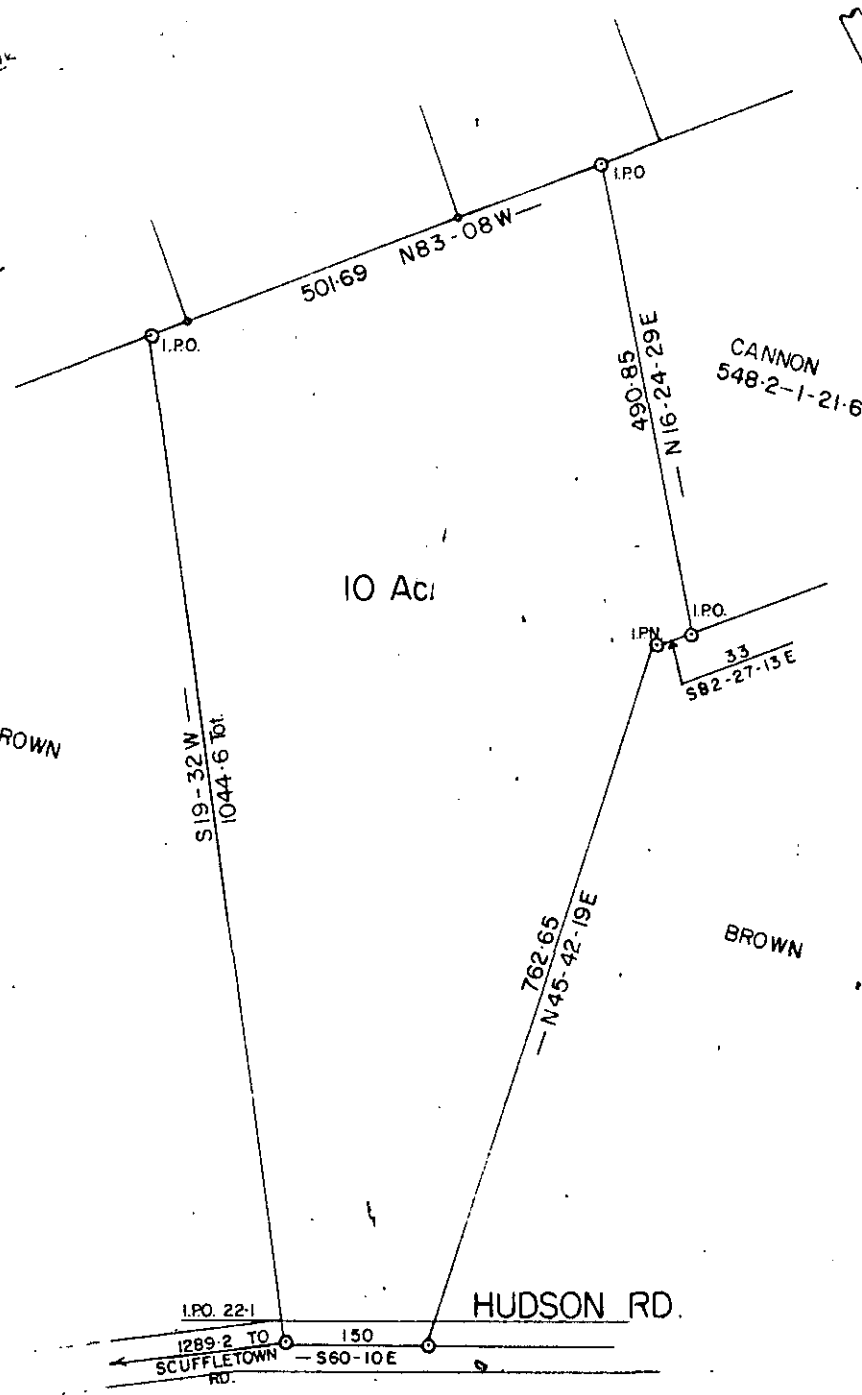 I.P.O
N83-08W
501.69
I.P.O.
CANNON
548.2-1-21.6
490.85
N16-24-29E
10 Ac.
I.P.O.
I.P.N.
33
S82-27-13E
S19-32W
1044.6 Tot.
ROWN
762.65
N45-42-19E
BROWN
I.P.O. 22.1
HUDSON RD.
1289.2 TO
SCUFFLETOWN
RD.
150
S60-10E